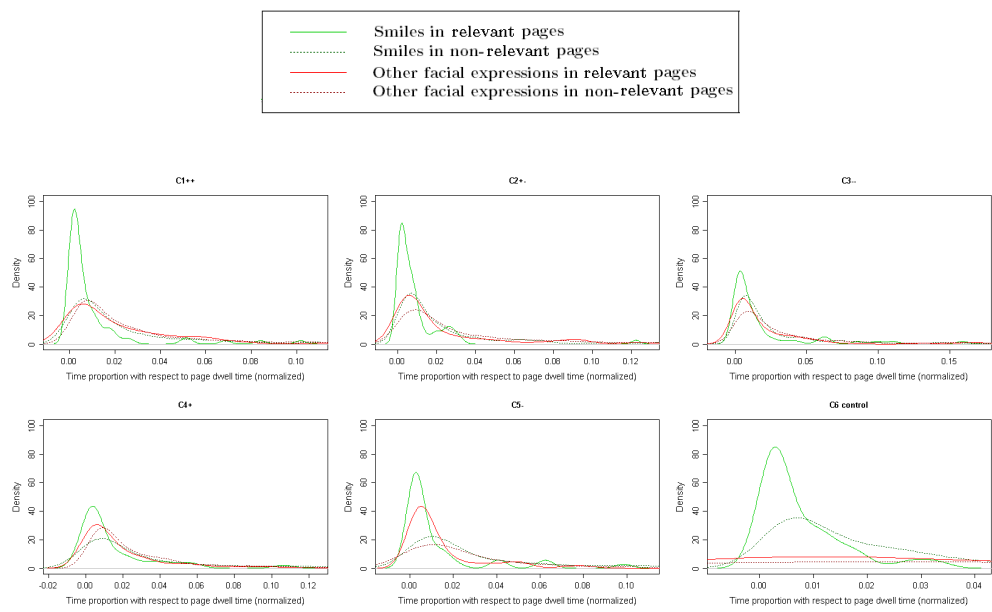 Smiles in relevant pages
Smiles in non-relevant pages
Other facial expressions in relevant pages
Other facial expressions in non-relevant pages
C1++
Density
0 20 40 60 80 100
0.00 0.02 0.04 0.06 0.08 0.10
Time proportion with respect to page dwell time (normalized)
C2+-
Density
0 20 40 60 80 100
0.00 0.02 0.04 0.06 0.08 0.10 0.12
Time proportion with respect to page dwell time (normalized)
C3--
Density
0 20 40 60 80 100
0.00 0.05 0.10 0.15
Time proportion with respect to page dwell time (normalized)
C4+
Density
0 20 40 60 80 100
-0.02 0.00 0.02 0.04 0.06 0.08 0.10 0.12
Time proportion with respect to page dwell time (normalized)
C5-
Density
0 20 40 60 80 100
0.00 0.02 0.04 0.06 0.08 0.10
Time proportion with respect to page dwell time (normalized)
C6 control
Density
0 20 40 60 80 100
0.00 0.01 0.02 0.03 0.04
Time proportion with respect to page dwell time (normalized)